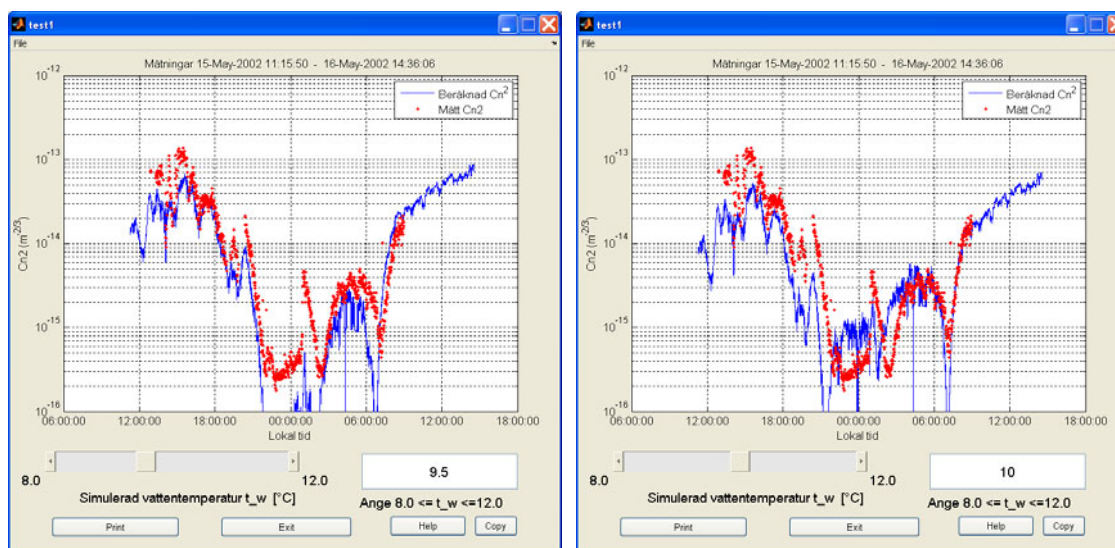 test1
File
Mätningar 15-May-2002 11:15:50 - 16-May-2002 14:36:06
Beräknad Cn²
Mätt Cn2
10⁻¹²
10⁻¹³
10⁻¹⁴
10⁻¹⁵
10⁻¹⁶
Cn2 (m⁻²/³)
06:00:00 12:00:00 18:00:00 00:00:00 06:00:00 12:00:00 18:00:00
Lokal tid
8.0 12.0
9.5
Simulerad vattentemperatur t_w [°C]
Ange 8.0 <= t_w <=12.0
Print Exit Help Copy
test1
File
Mätningar 15-May-2002 11:15:50 - 16-May-2002 14:36:06
Beräknad Cn²
Mätt Cn2
10⁻¹²
10⁻¹³
10⁻¹⁴
10⁻¹⁵
10⁻¹⁶
Cn2 (m⁻²/³)
06:00:00 12:00:00 18:00:00 00:00:00 06:00:00 12:00:00 18:00:00
Lokal tid
8.0 12.0
10
Simulerad vattentemperatur t_w [°C]
Ange 8.0 <= t_w <=12.0
Print Exit Help Copy